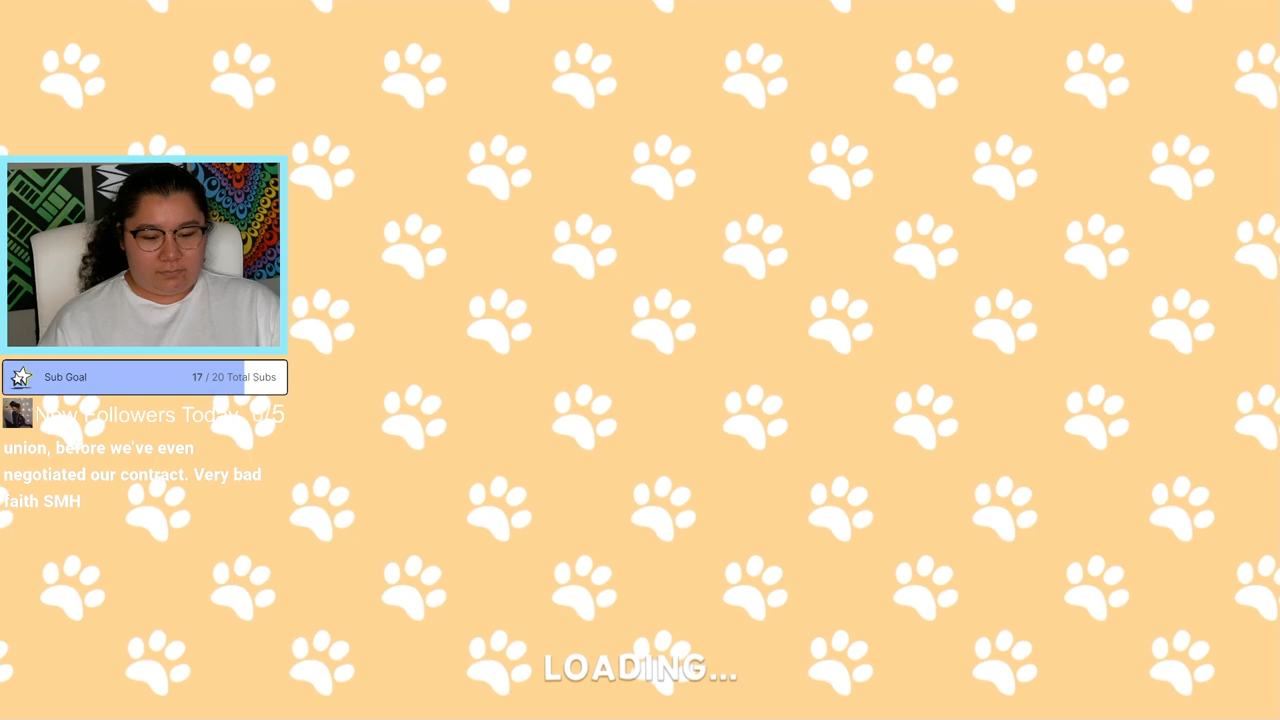 Sub Goal 17 / 20 Total Subs
New Followers Today 0/5
union, before we've even
negotiated our contract. Very bad
faith SMH
LOADING...